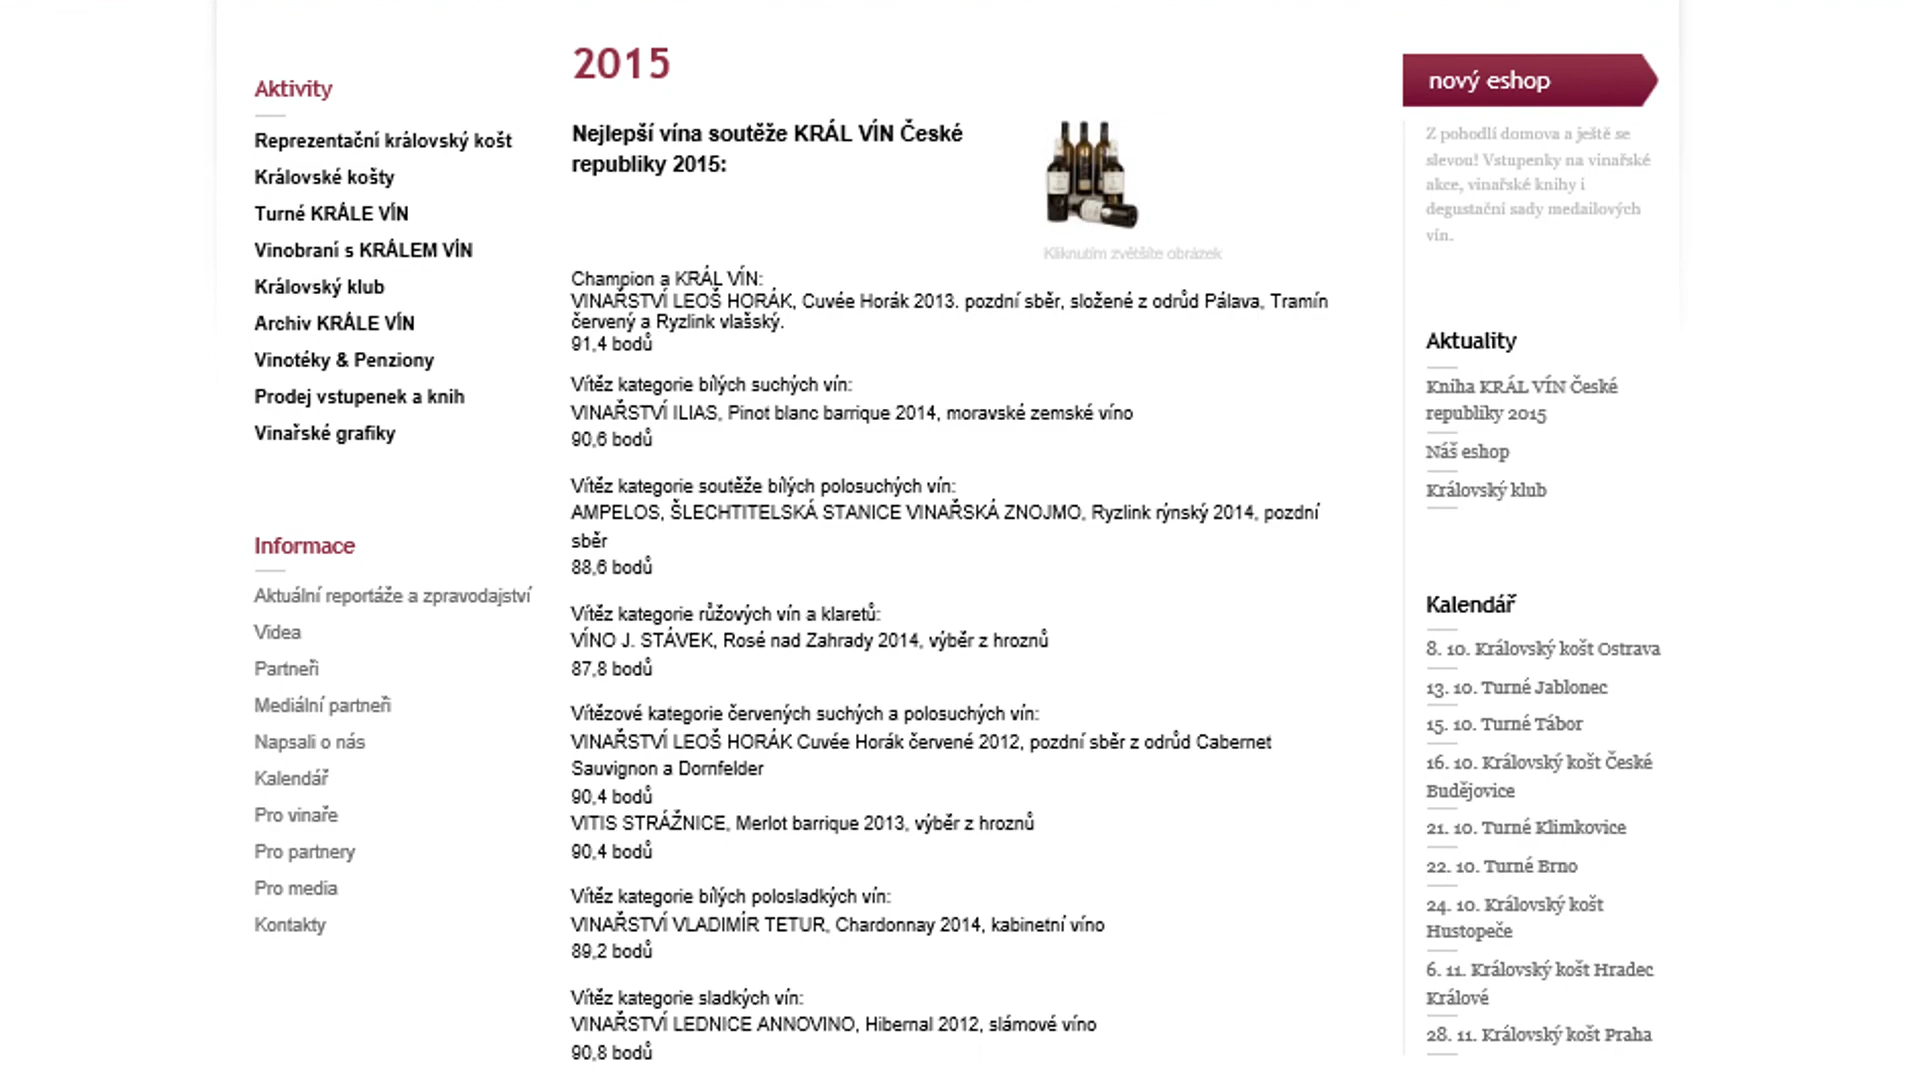 Aktivity
Reprezentační královský košt
Královské košty
Turné KRÁLE VÍN
Vinobraní s KRÁLEM VÍN
Královský klub
Archiv KRÁLE VÍN
Vinotéky & Penziony
Prodej vstupenek a knih
Vinařské grafiky
Informace
Aktuální reportáže a zpravodajství
Videa
Partneři
Mediální partneři
Napsali o nás
Kalendář
Pro vinaře
Pro partnery
Pro media
Kontakty
2015
Nejlepší vína soutěže KRÁL VÍN České
republiky 2015:
Kliknutím zvětšíte obrázek
Champion a KRÁL VÍN:
VINAŘSTVÍ LEOŠ HORÁK, Cuvée Horák 2013. pozdní sběr, složené z odrůd Pálava, Tramín
červený a Ryzlink vlašský.
91,4 bodů
Vítěz kategorie bílých suchých vín:
VINAŘSTVÍ ILIAS, Pinot blanc barrique 2014, moravské zemské víno
90,6 bodů
Vítěz kategorie soutěže bílých polosuchých vín:
AMPELOS, ŠLECHTITELSKÁ STANICE VINAŘSKÁ ZNOJMO, Ryzlink rýnský 2014, pozdní
sběr
88,6 bodů
Vítěz kategorie růžových vín a klaretů:
VÍNO J. STÁVEK, Rosé nad Zahrady 2014, výběr z hroznů
87,8 bodů
Vítězové kategorie červených suchých a polosuchých vín:
VINAŘSTVÍ LEOŠ HORÁK Cuvée Horák červené 2012, pozdní sběr z odrůd Cabernet
Sauvignon a Dornfelder
90,4 bodů
VITIS STRÁŽNICE, Merlot barrique 2013, výběr z hroznů
90,4 bodů
Vítěz kategorie bílých polosladkých vín:
VINAŘSTVÍ VLADIMÍR TETUR, Chardonnay 2014, kabinetní víno
89,2 bodů
Vítěz kategorie sladkých vín:
VINAŘSTVÍ LEDNICE ANNOVINO, Hibernal 2012, slámové víno
90,8 bodů
nový eshop
Z pohodlí domova a ještě se
slevou! Vstupenky na vinařské
akce, vinařské knihy i
degustační sady medailových
vín.
Aktuality
Kniha KRÁL VÍN České
republiky 2015
Náš eshop
Královský klub
Kalendář
8. 10. Královský košt Ostrava
13. 10. Turné Jablonec
15. 10. Turné Tábor
16. 10. Královský košt České
Budějovice
21. 10. Turné Klimkovice
22. 10. Turné Brno
24. 10. Královský košt
Hustopeče
6. 11. Královský košt Hradec
Králové
28. 11. Královský košt Praha